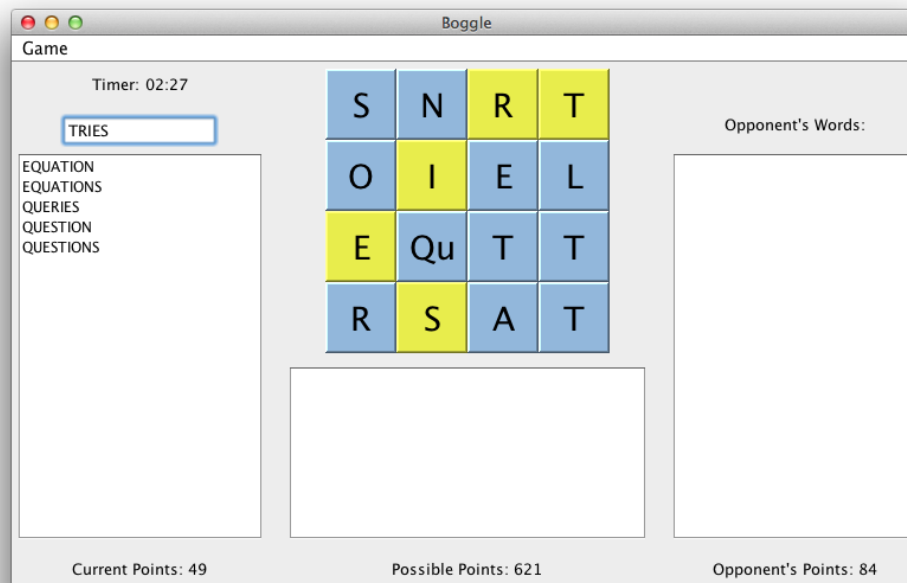 Boggle
Game
Timer: 02:27
TRIES
EQUATION
EQUATIONS
QUERIES
QUESTION
QUESTIONS
S N R T
O I E L
E Qu T T
R S A T
Opponent's Words:
Current Points: 49
Possible Points: 621
Opponent's Points: 84